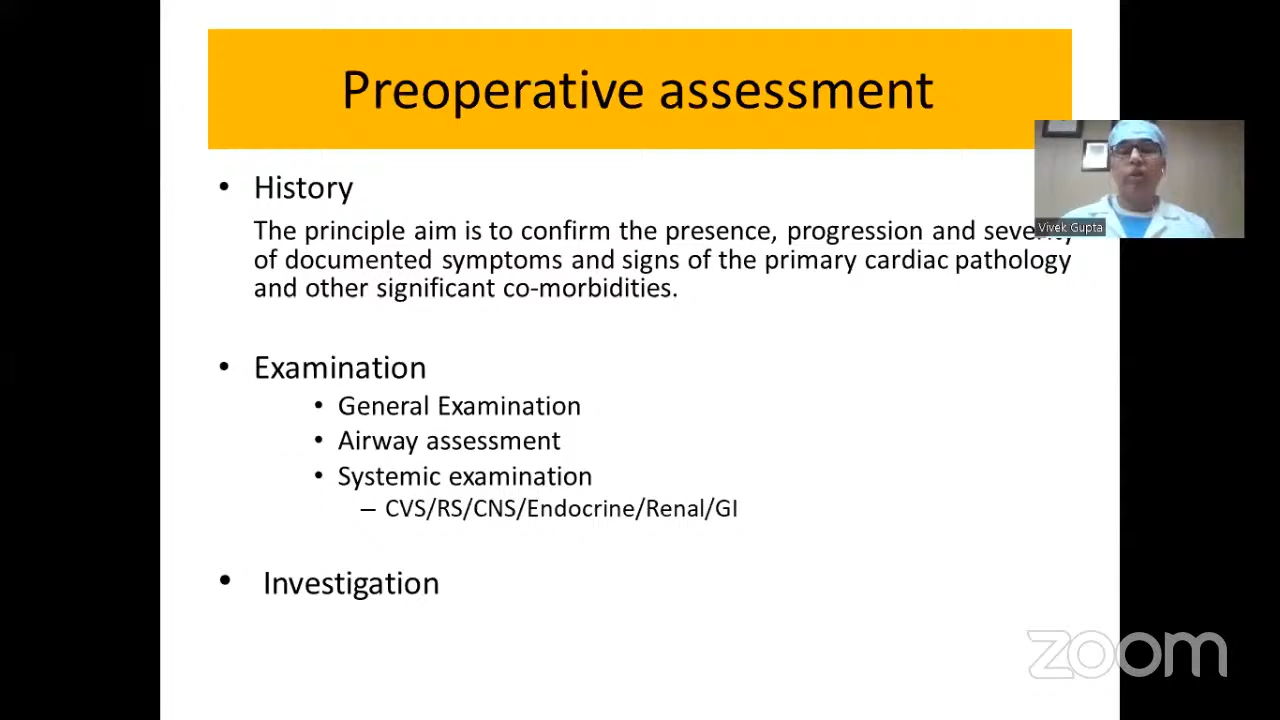 Preoperative assessment
• History
The principle aim is to confirm the presence, progression and severity
of documented symptoms and signs of the primary cardiac pathology
and other significant co-morbidities.
• Examination
• General Examination
• Airway assessment
• Systemic examination
– CVS/RS/CNS/Endocrine/Renal/GI
• Investigation
Vivek Gupta
zoom